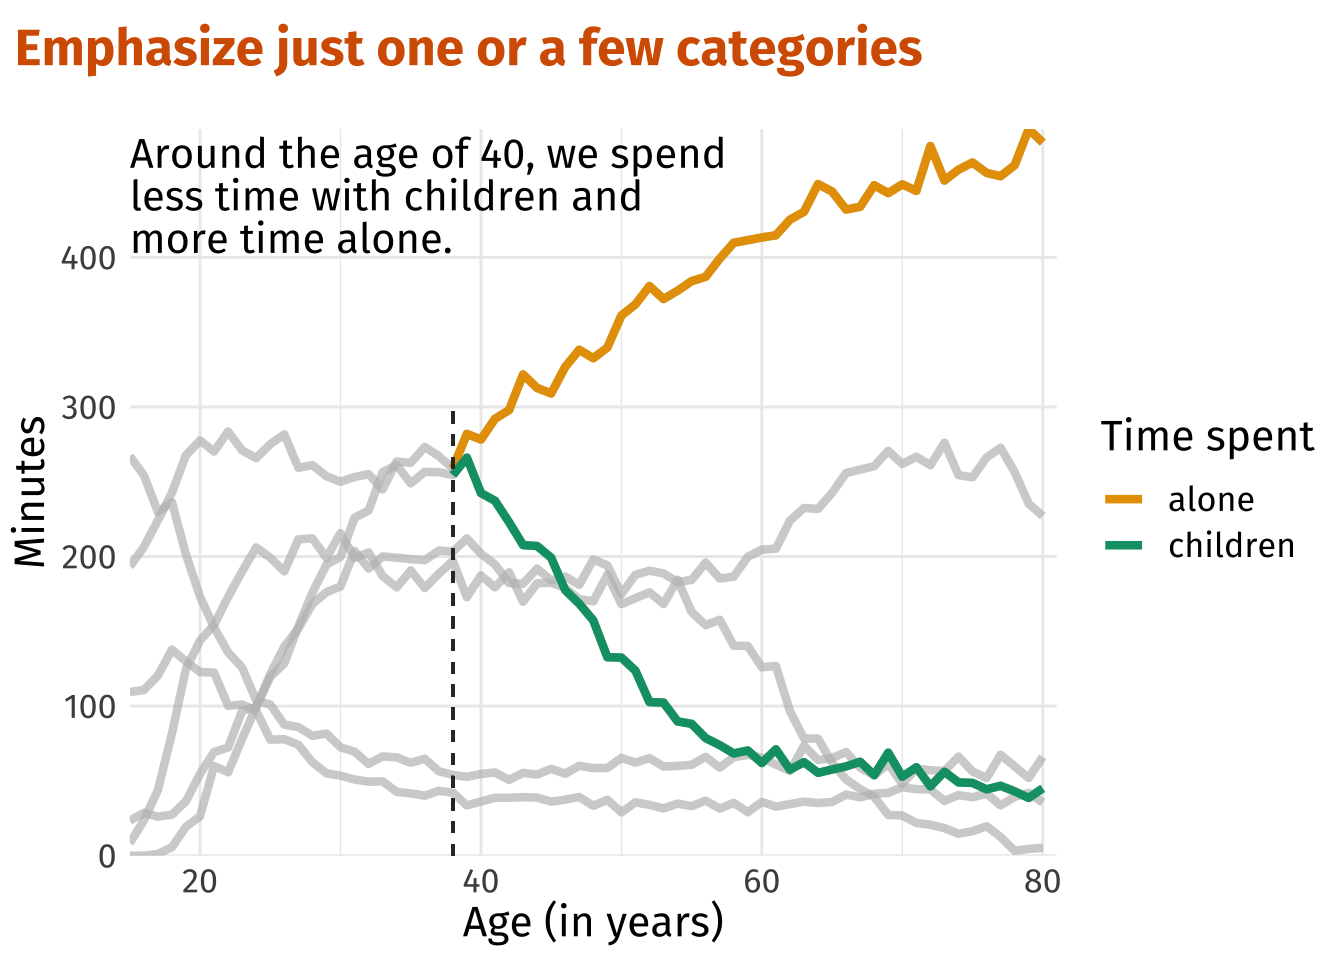 Emphasize just one or a few categories
Around the age of 40, we spend
less time with children and
more time alone.
400
300
200
100
0
Minutes
20 40 60 80
Age (in years)
Time spent
alone
children